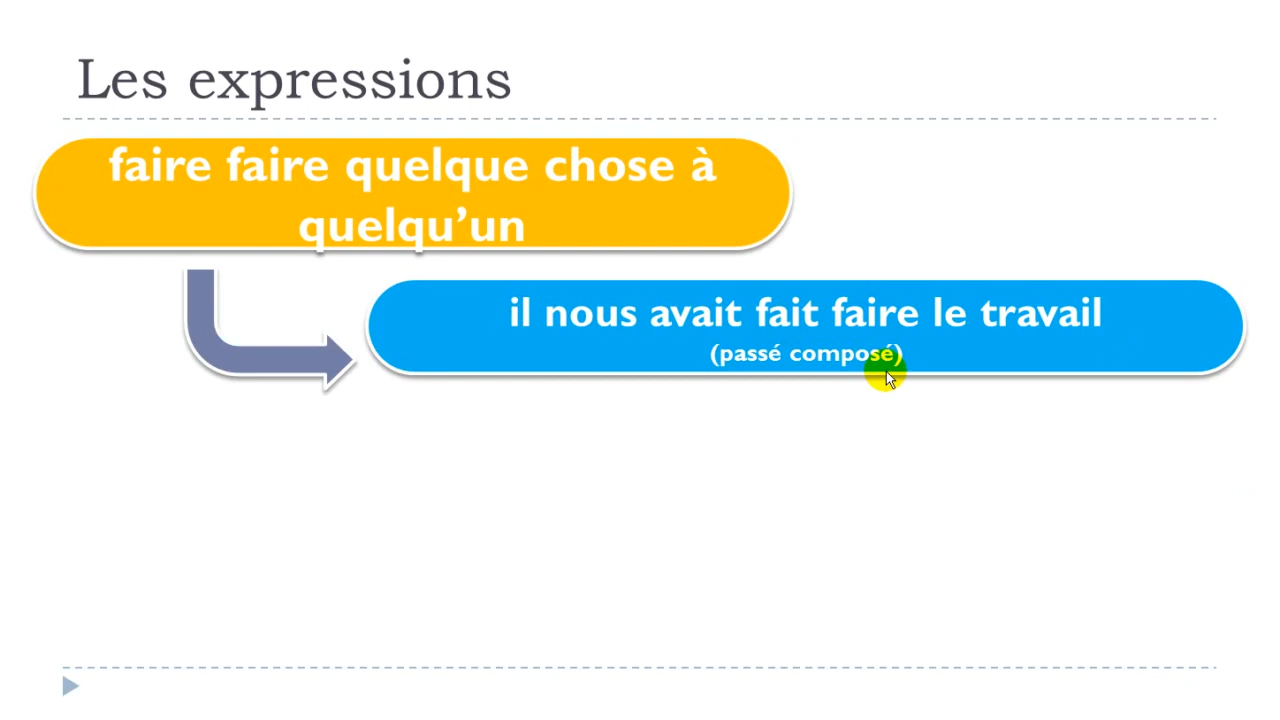 Les expressions
faire faire quelque chose à
quelqu’un
il nous avait fait faire le travail
(passé composé)